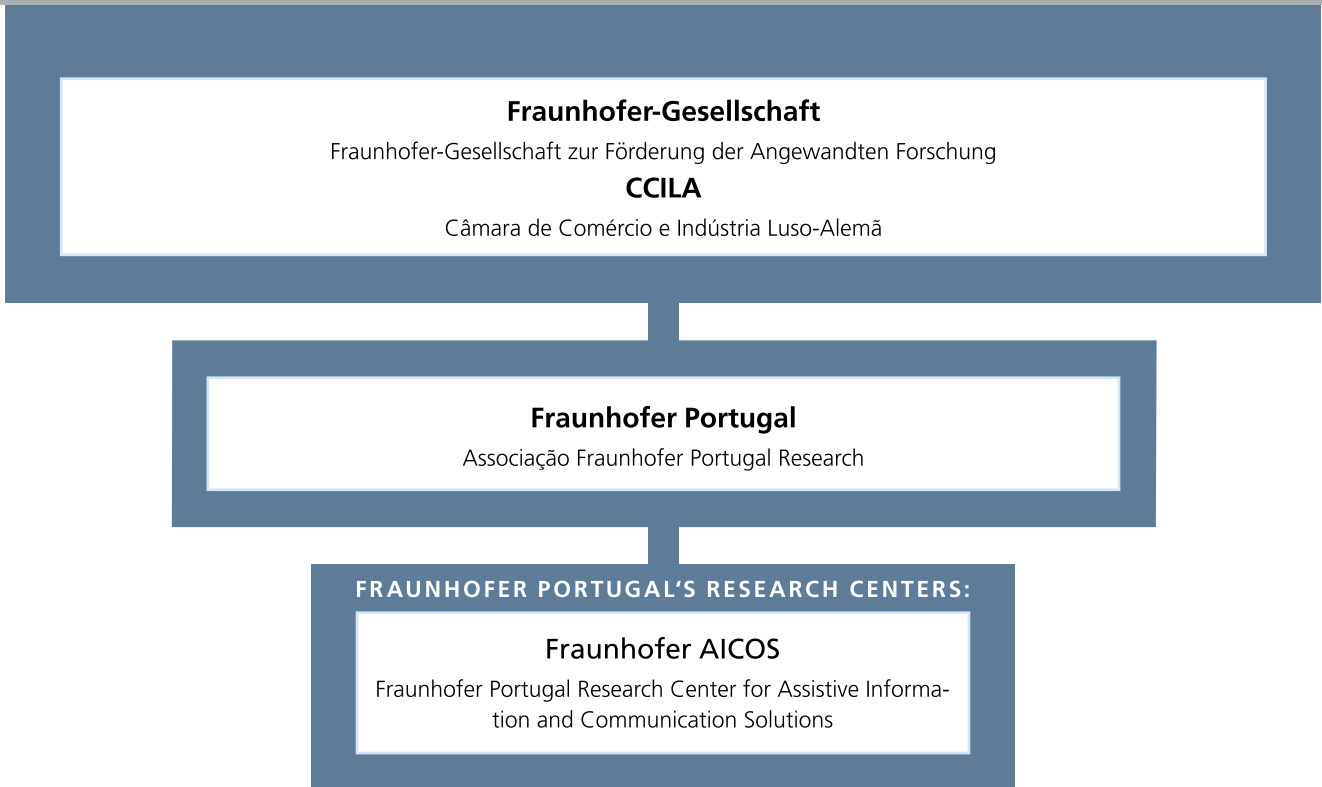 Fraunhofer-Gesellschaft
Fraunhofer-Gesellschaft zur Förderung der Angewandten Forschung
CCILA
Câmara de Comércio e Indústria Luso-Alemã
Fraunhofer Portugal
Associação Fraunhofer Portugal Research
FRAUNHOFER PORTUGAL‘S RESEARCH CENTERS:
Fraunhofer AICOS
Fraunhofer Portugal Research Center for Assistive Informa-
tion and Communication Solutions